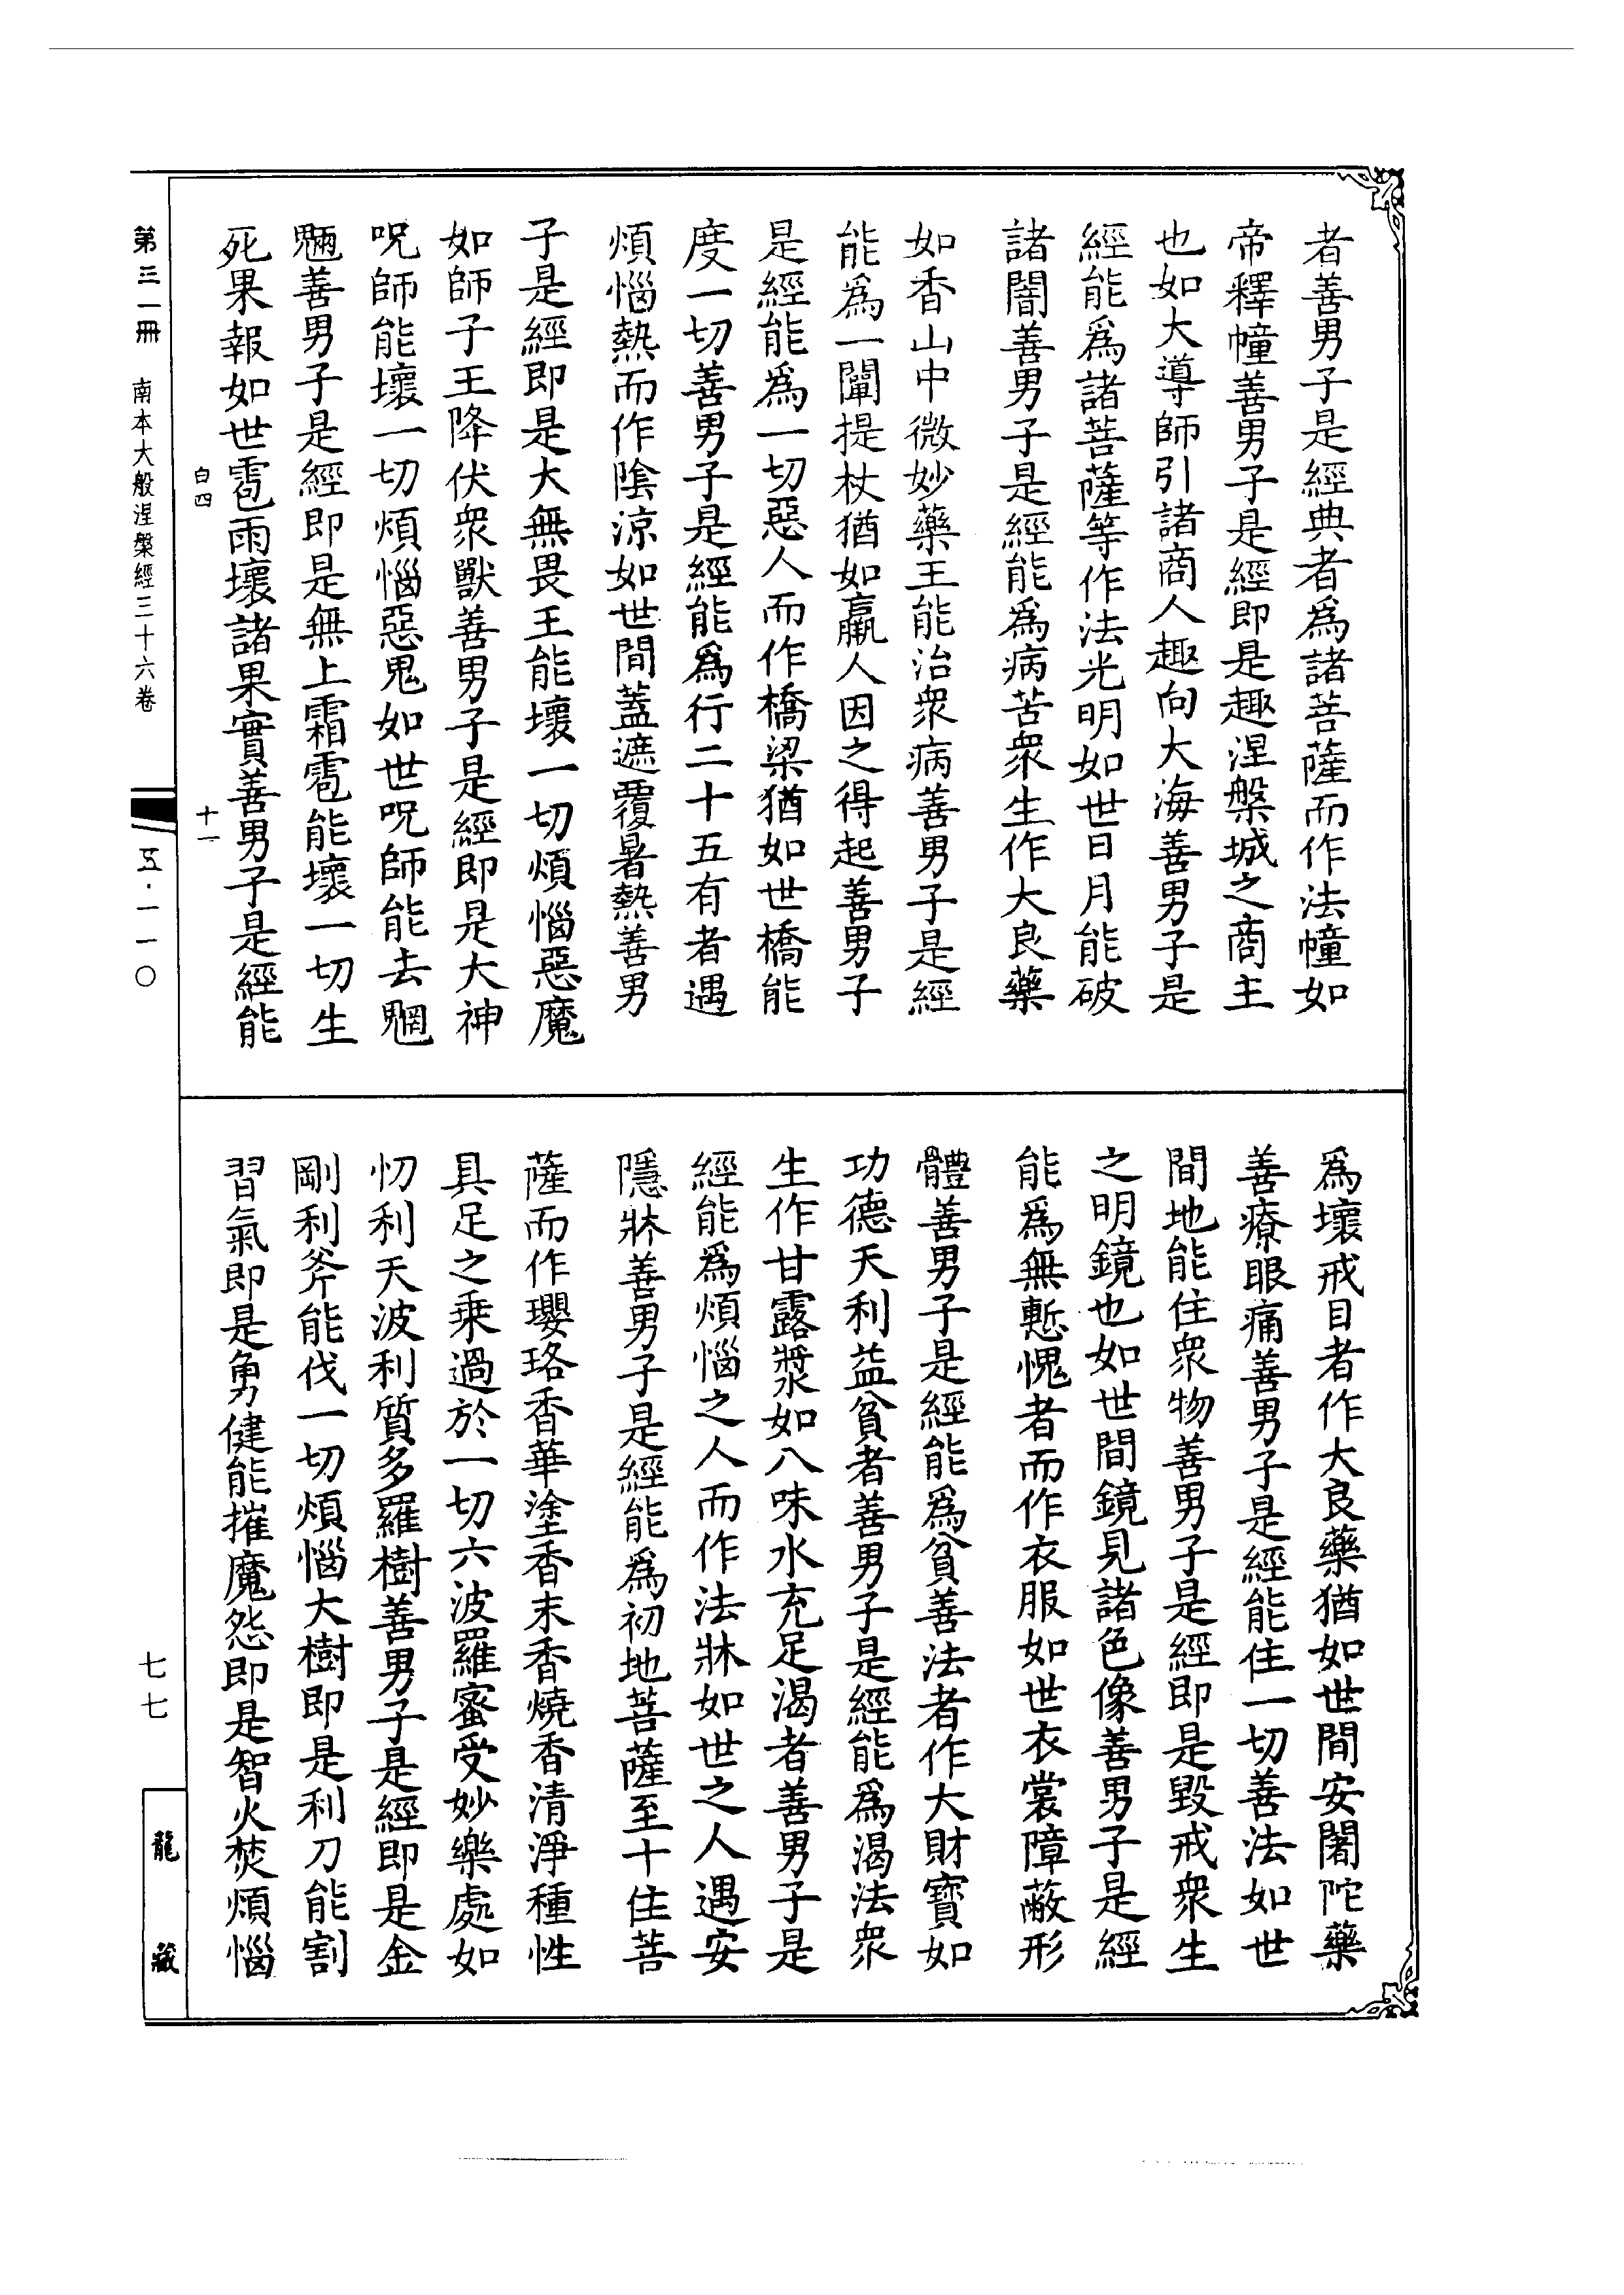 者善男子是經典者爲諸菩薩而作法幢如
帝釋幢善男子是經即是趣涅槃城之商主
也如大導師引諸商人趣向大海善男子是
經能爲諸菩薩等作法光明如世日月能破
諸闇善男子是經能爲病苦衆生作大良藥
如香山中微妙藥王能治衆病善男子是經
能爲一闡提杖猶如羸人因之得起善男子
是經能爲一切惡人而作橋梁猶如世橋能
度一切善男子是經能爲行二十五有者遇
煩惱熱而作陰涼如世間蓋遮覆暑熱善男
子是經即是大無畏王能壞一切煩惱惡魔
如師子王降伏衆獸善男子是經即是大神
呪師能壞一切煩惱惡鬼如世呪師能去魍
魎善男子是經即是無上霜雹能壞一切生
死果報如世雹雨壞諸果實善男子是經能
爲壞戒目者作大良藥猶如世間安闍陀藥
善療眼痛善男子是經能住一切善法如世
間地能住衆物善男子是經即是毀戒衆生
之明鏡也如世間鏡見諸色像善男子是經
能爲無慙愧者而作衣服如世衣裳障蔽形
體善男子是經能爲貧善法者作大財寶如
功德天利益貧者善男子是經能爲渴法衆
生作甘露漿如八味水充足渴者善男子是
經能爲煩惱之人而作法牀如世之人遇安
隱牀善男子是經能爲初地菩薩至十住菩
薩而作瓔珞香華塗香末香燒香清淨種性
具足之乘過於一切六波羅蜜受妙樂處如
忉利天波利質多羅樹善男子是經即是金
剛利斧能伐一切煩惱大樹即是利刀能割
習氣即是勇健能摧魔怨即是智火焚煩惱
白四
十一
第三一冊 南本大般涅槃經三十六卷
五·一一〇
七七
龍藏